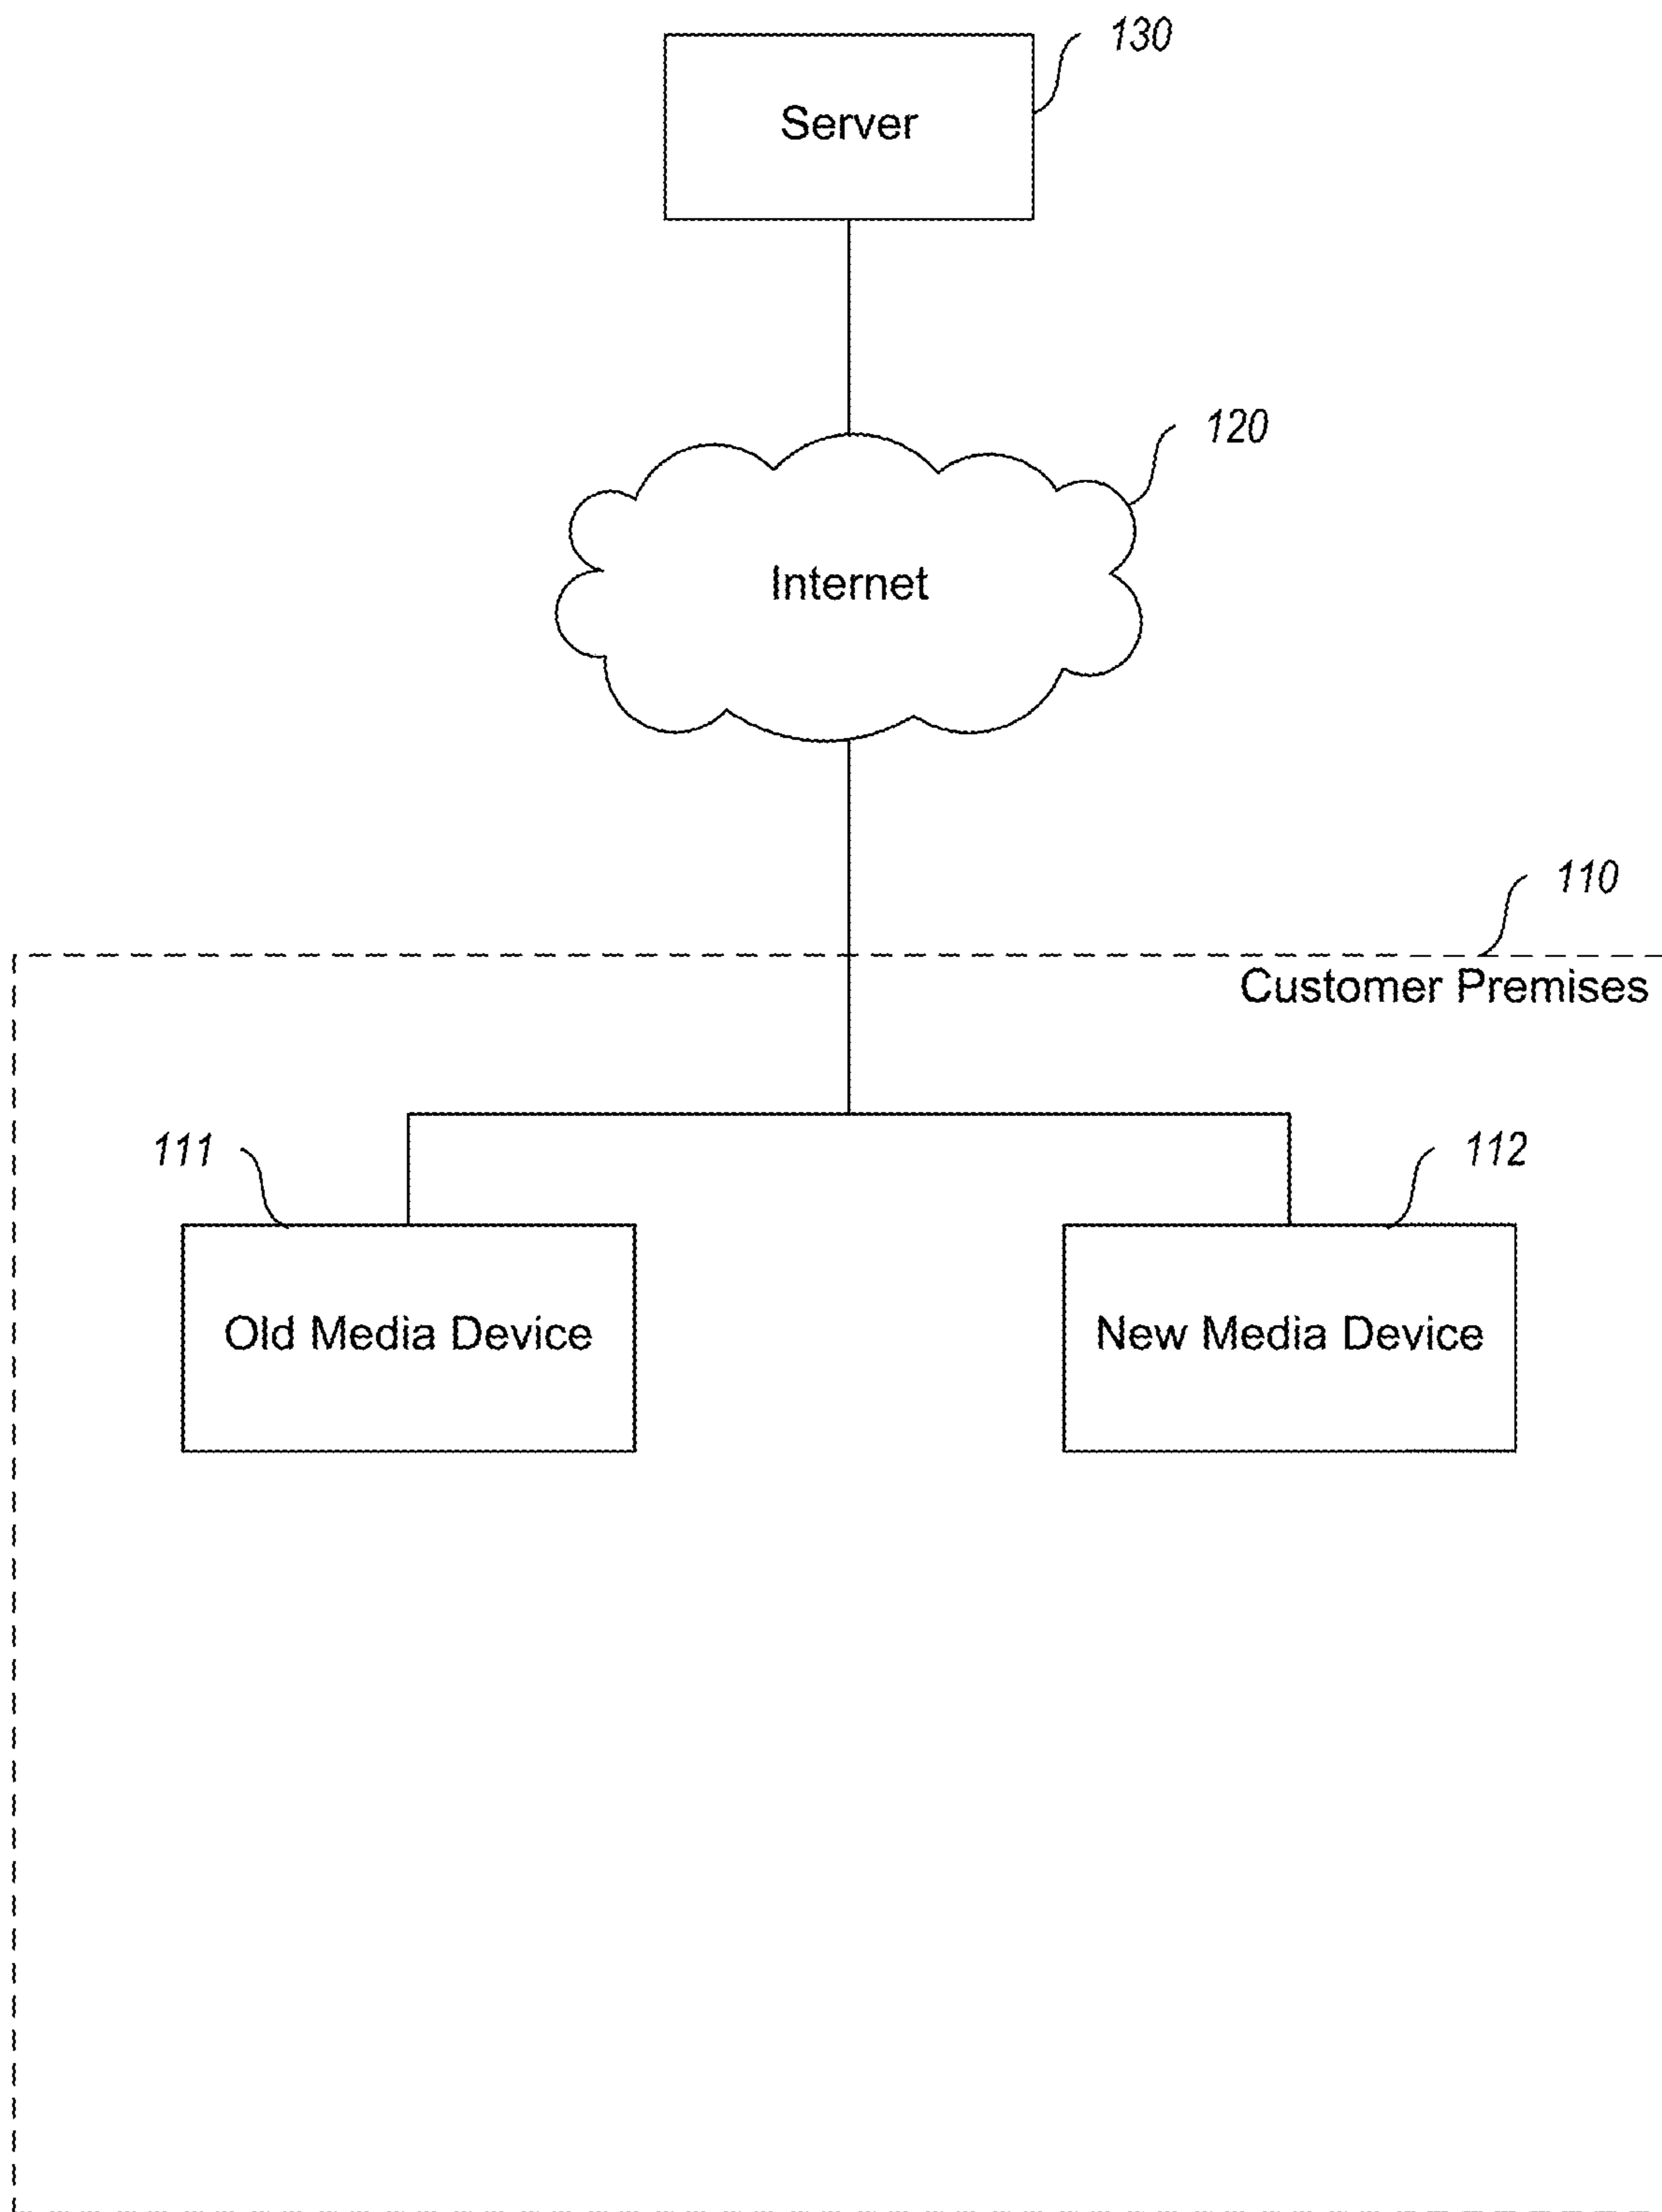 130
Server
120
Internet
110
Customer Premises
111
112
Old Media Device
New Media Device